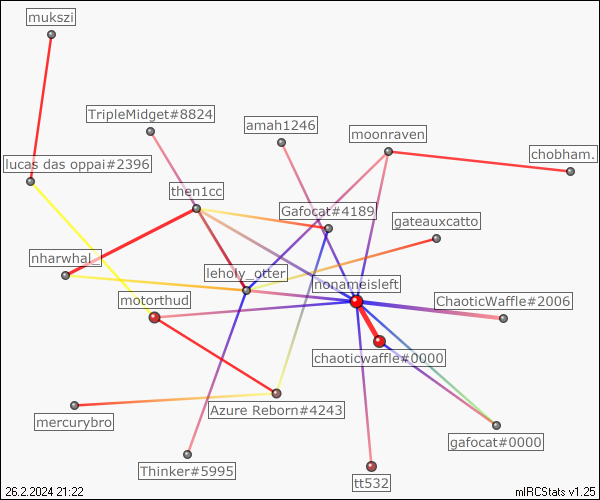 mukszi
TripleMidget#8824
amah1246
moonraven
chobham.
lucas das oppai#2396
then1cc
Gafocat#4189
gateauxcatto
nharwhal_
leholy_otter
nonameisleft
motorthud
ChaoticWaffle#2006
chaoticwaffle#0000
Azure Reborn#4243
mercurybro
gafocat#0000
Thinker#5995
tt532
26.2.2024 21:22
mIRCStats v1.25